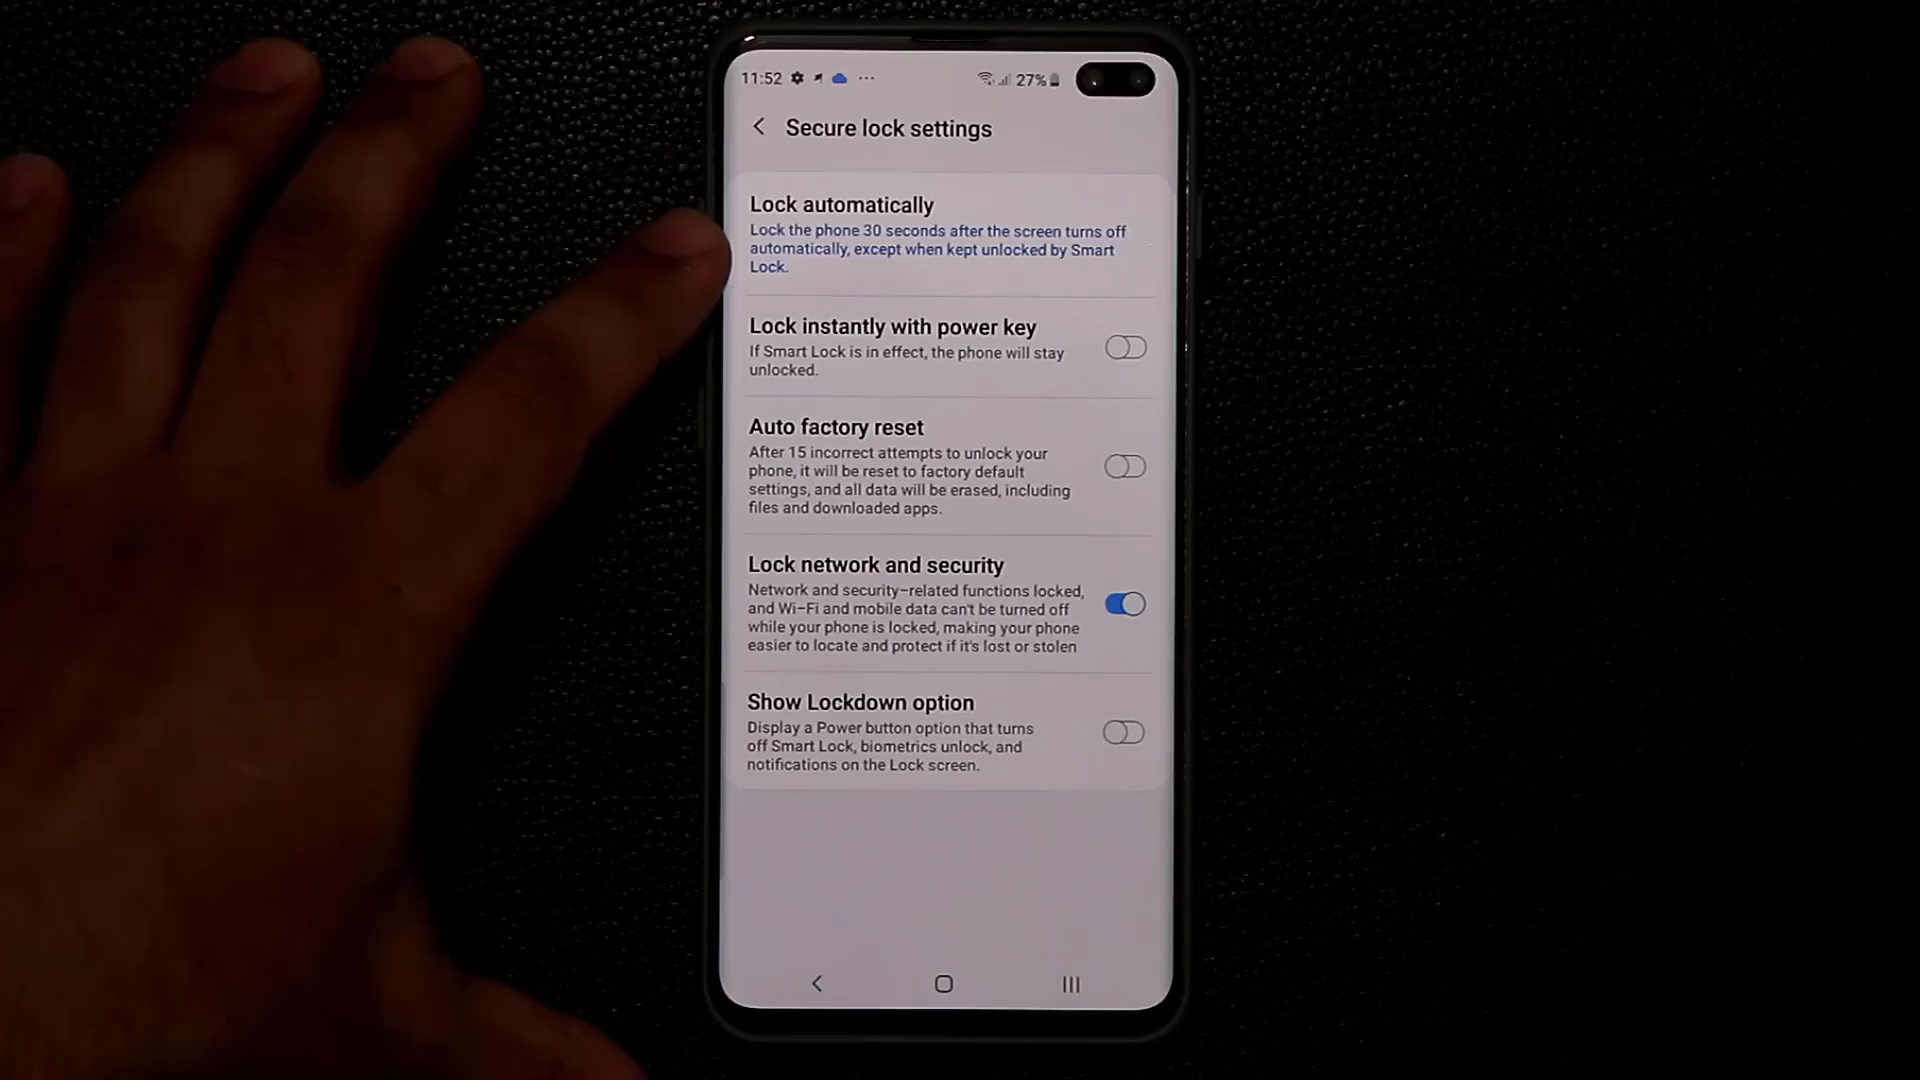 11:52 27%
Secure lock settings
Lock automatically
Lock the phone 30 seconds after the screen turns off
automatically, except when kept unlocked by Smart
Lock.
Lock instantly with power key
If Smart Lock is in effect, the phone will stay
unlocked.
Auto factory reset
After 15 incorrect attempts to unlock your
phone, it will be reset to factory default
settings, and all data will be erased, including
files and downloaded apps.
Lock network and security
Network and security-related functions locked,
and Wi-Fi and mobile data can't be turned off
while your phone is locked, making your phone
easier to locate and protect if it's lost or stolen
Show Lockdown option
Display a Power button option that turns
off Smart Lock, biometrics unlock, and
notifications on the Lock screen.